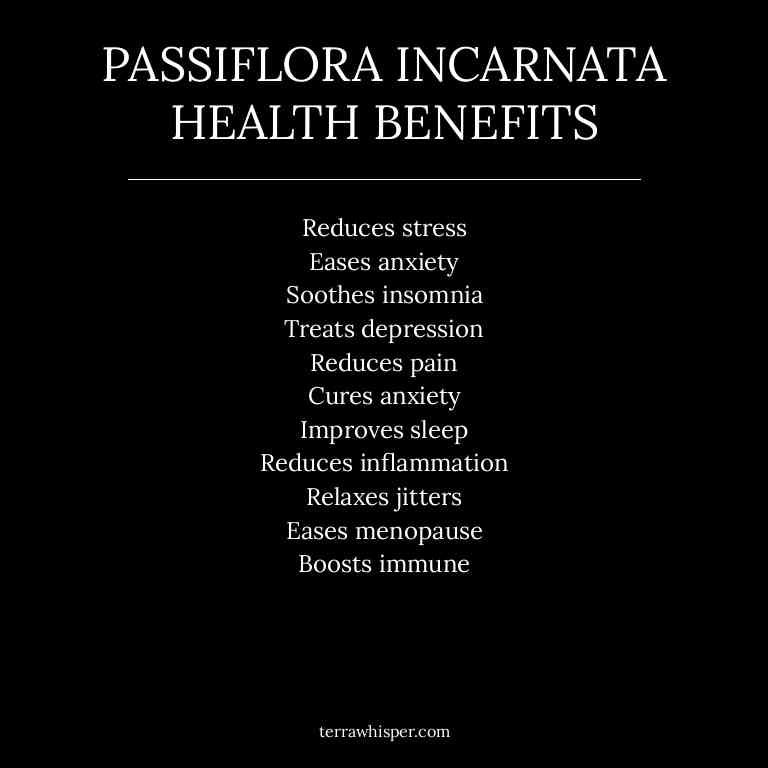 PASSIFLORA INCARNATA
HEALTH BENEFITS
Reduces stress
Eases anxiety
Soothes insomnia
Treats depression
Reduces pain
Cures anxiety
Improves sleep
Reduces inflammation
Relaxes jitters
Eases menopause
Boosts immune
terrawhisper.com